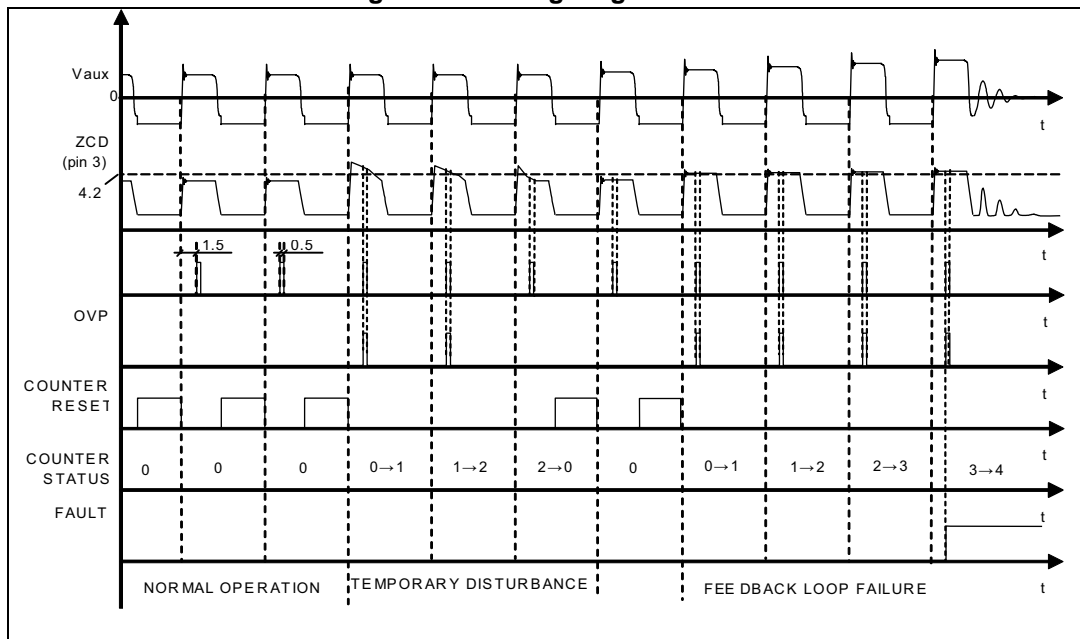 Vaux
0
t
ZCD
(pin 3)
4.2
t
1.5
0.5
t
OVP
t
COUNTER
RESET
t
COUNTER
STATUS
0
0
0
0→1
1→2
2→0
0
0→1
1→2
2→3
3→4
t
FAULT
t
NORMAL OPERATION
TEMPORARY DISTURBANCE
FEEDBACK LOOP FAILURE
t